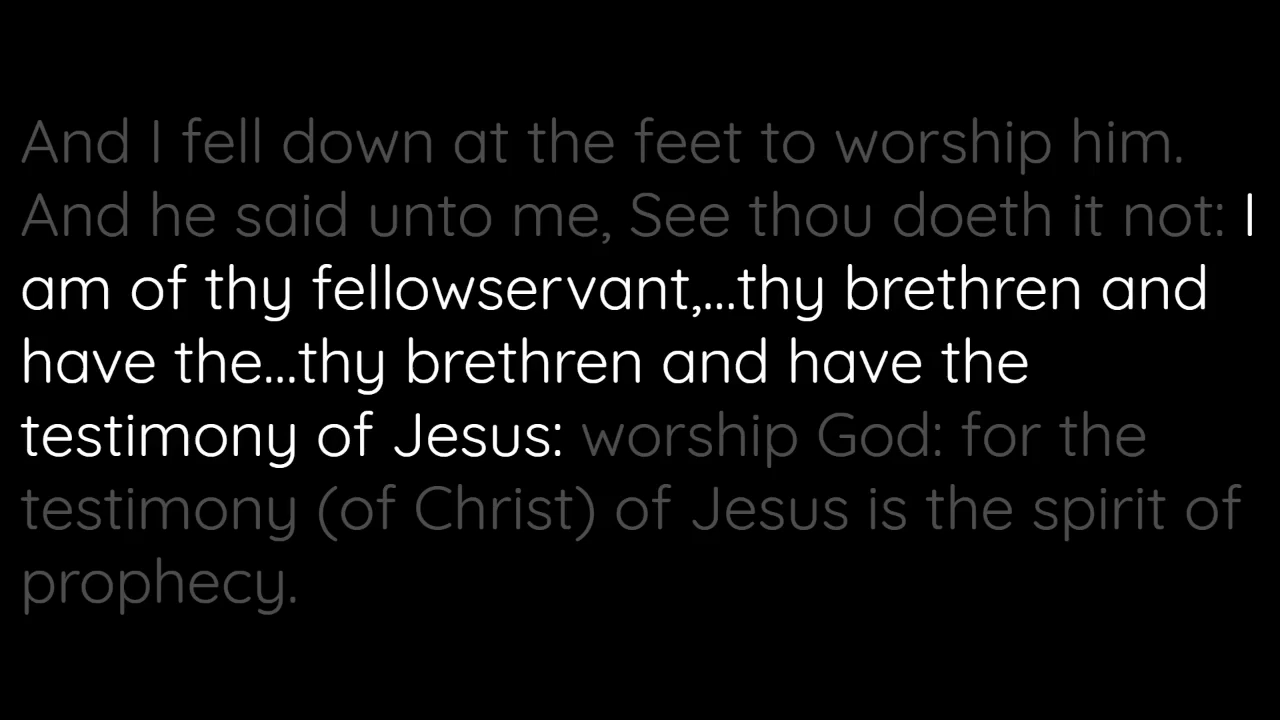 And I fell down at the feet to worship him.
And he said unto me, See thou doeth it not: I
am of thy fellowservant,...thy brethren and
have the...thy brethren and have the
testimony of Jesus: worship God: for the
testimony (of Christ) of Jesus is the spirit of
prophecy.